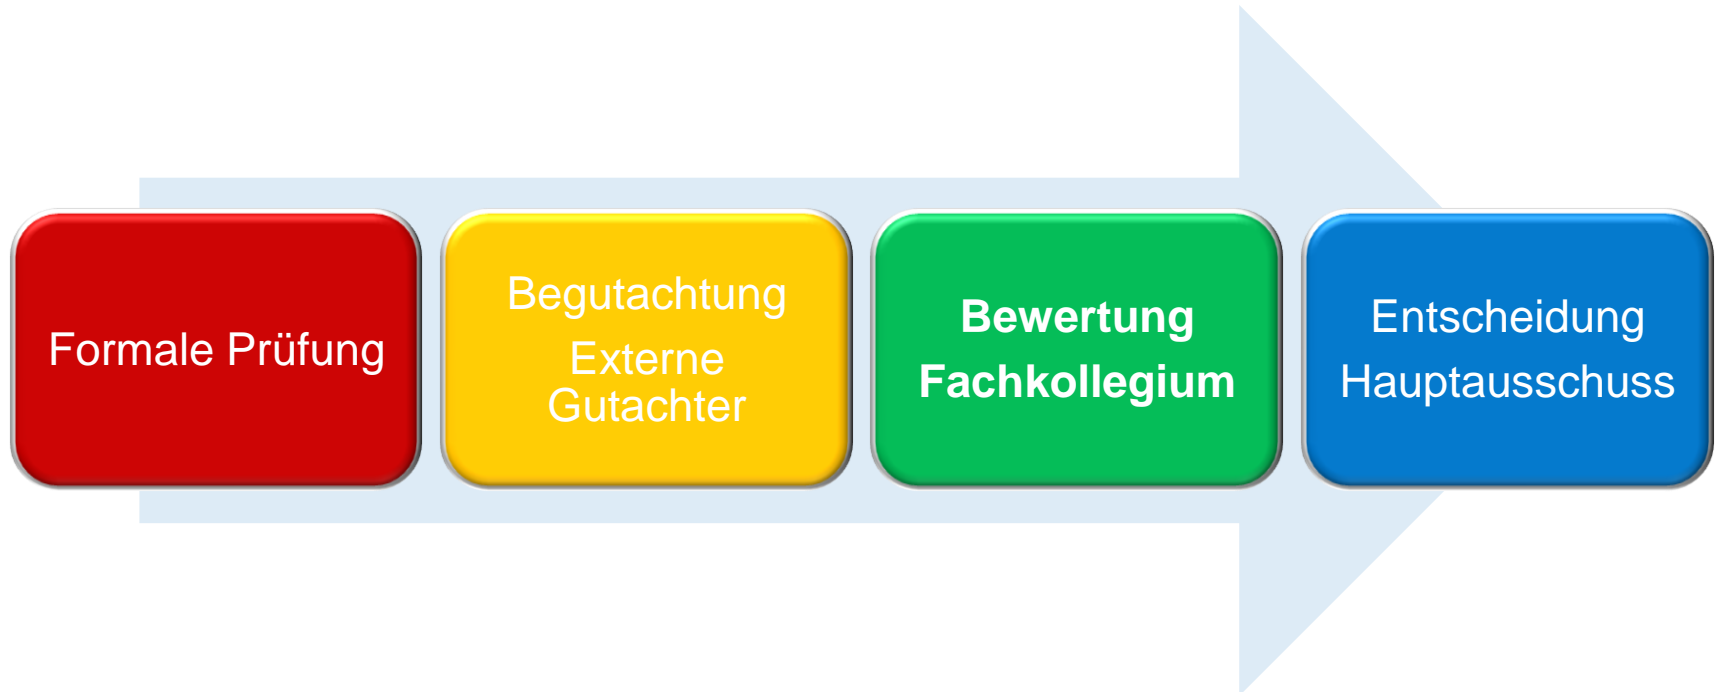 Formale Prüfung
Begutachtung
Externe
Gutachter
Bewertung
Fachkollegium
Entscheidung
Hauptausschuss